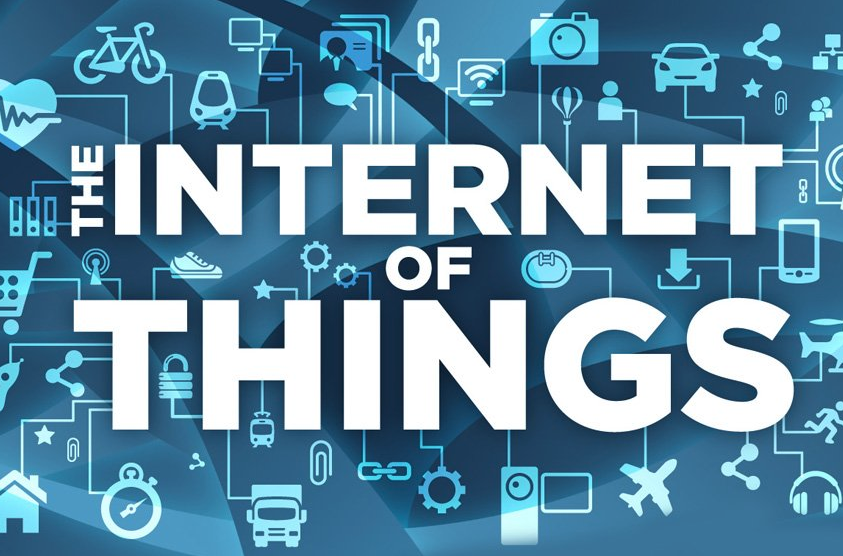 THE INTERNET
OF
THINGS